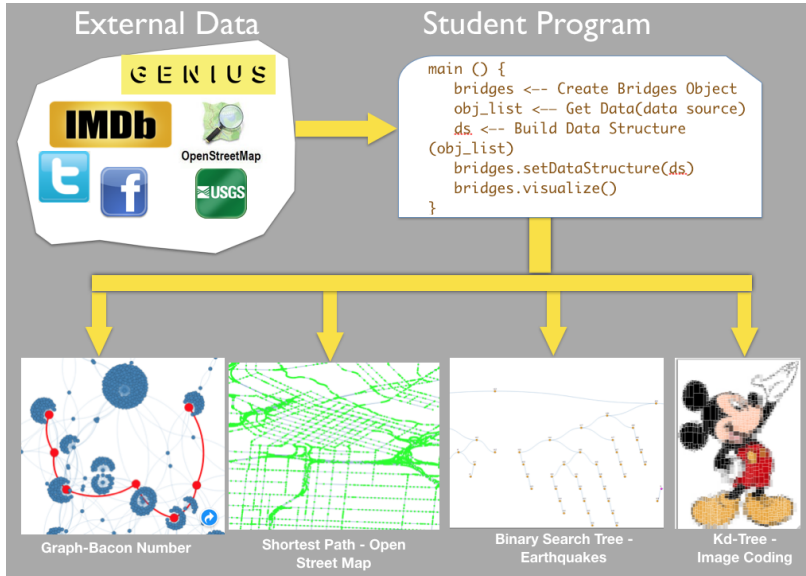 External Data
Student Program
GENIUS
IMDb
OpenStreetMap
t
f
USGS
main () {
bridges <-- Create Bridges Object
obj_list <-- Get Data(data source)
ds <-- Build Data Structure
(obj_list)
bridges.setDataStructure(ds)
bridges.visualize()
}
Graph-Bacon Number
Shortest Path - Open
Street Map
Binary Search Tree -
Earthquakes
Kd-Tree -
Image Coding